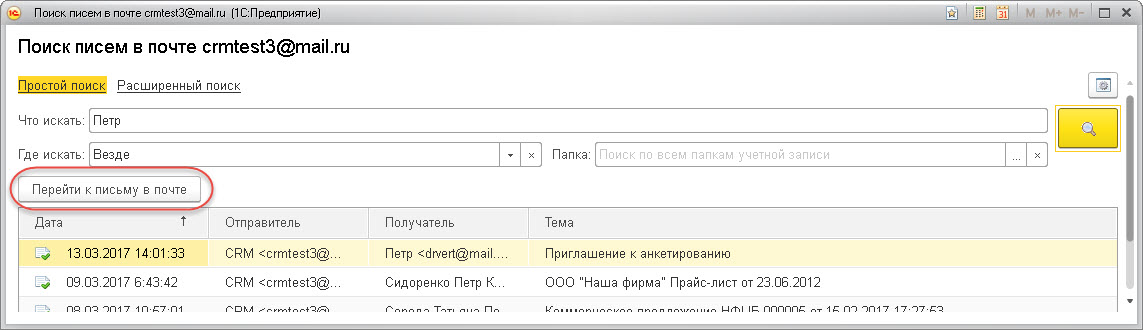 Поиск писем в почте crmtest3@mail.ru (1С:Предприятие) 31 M M+ M-
Поиск писем в почте crmtest3@mail.ru
Простой поиск Расширенный поиск
Что искать: Петр
Где искать: Везде Папка: Поиск по всем папкам учетной записи ...
Перейти к письму в почте
Дата Отправитель Получатель Тема
13.03.2017 14:01:33 CRM <crmtest3@... Петр <drvert@mail.... Приглашение к анкетированию
09.03.2017 6:43:42 CRM <crmtest3@... Сидоренко Петр К... ООО "Наша фирма" Прайс-лист от 23.06.2012
08.03.2017 10:57:01 CRM <crmtest3@... Середа Татьяна Пе... Коммерческое предложение НФЦБ-000005 от 15.02.2017 17:27:53